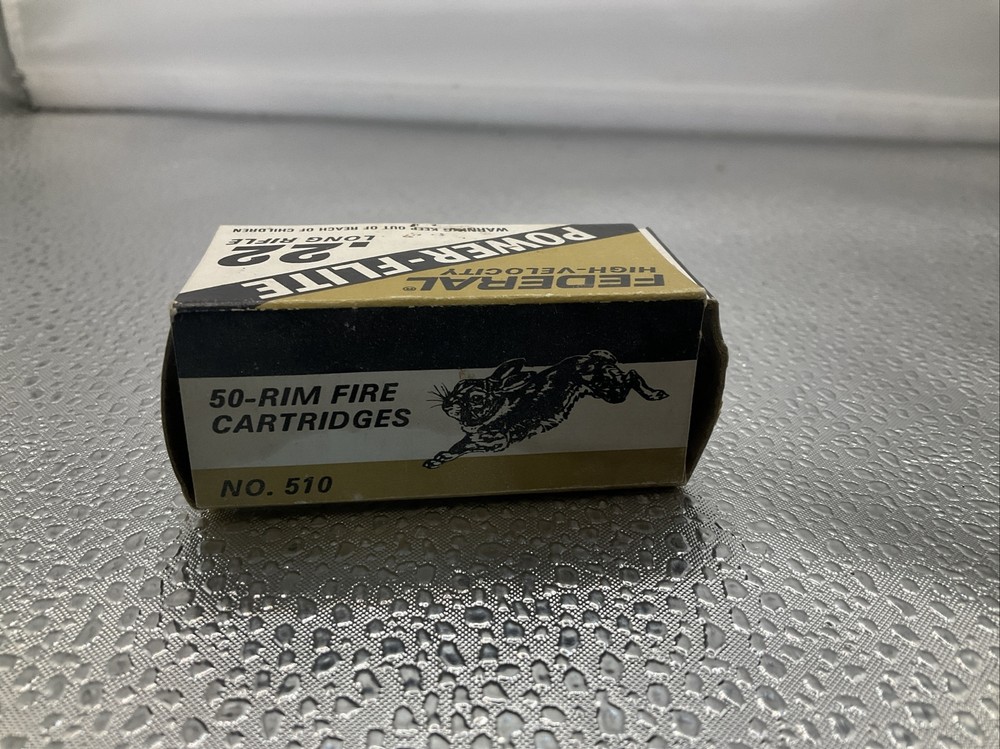 FEDERAL®
HIGH-VELOCITY
POWER-FLITE
.22
LONG RIFLE
WARNING: KEEP OUT OF REACH OF CHILDREN
50-RIM FIRE
CARTRIDGES
NO. 510